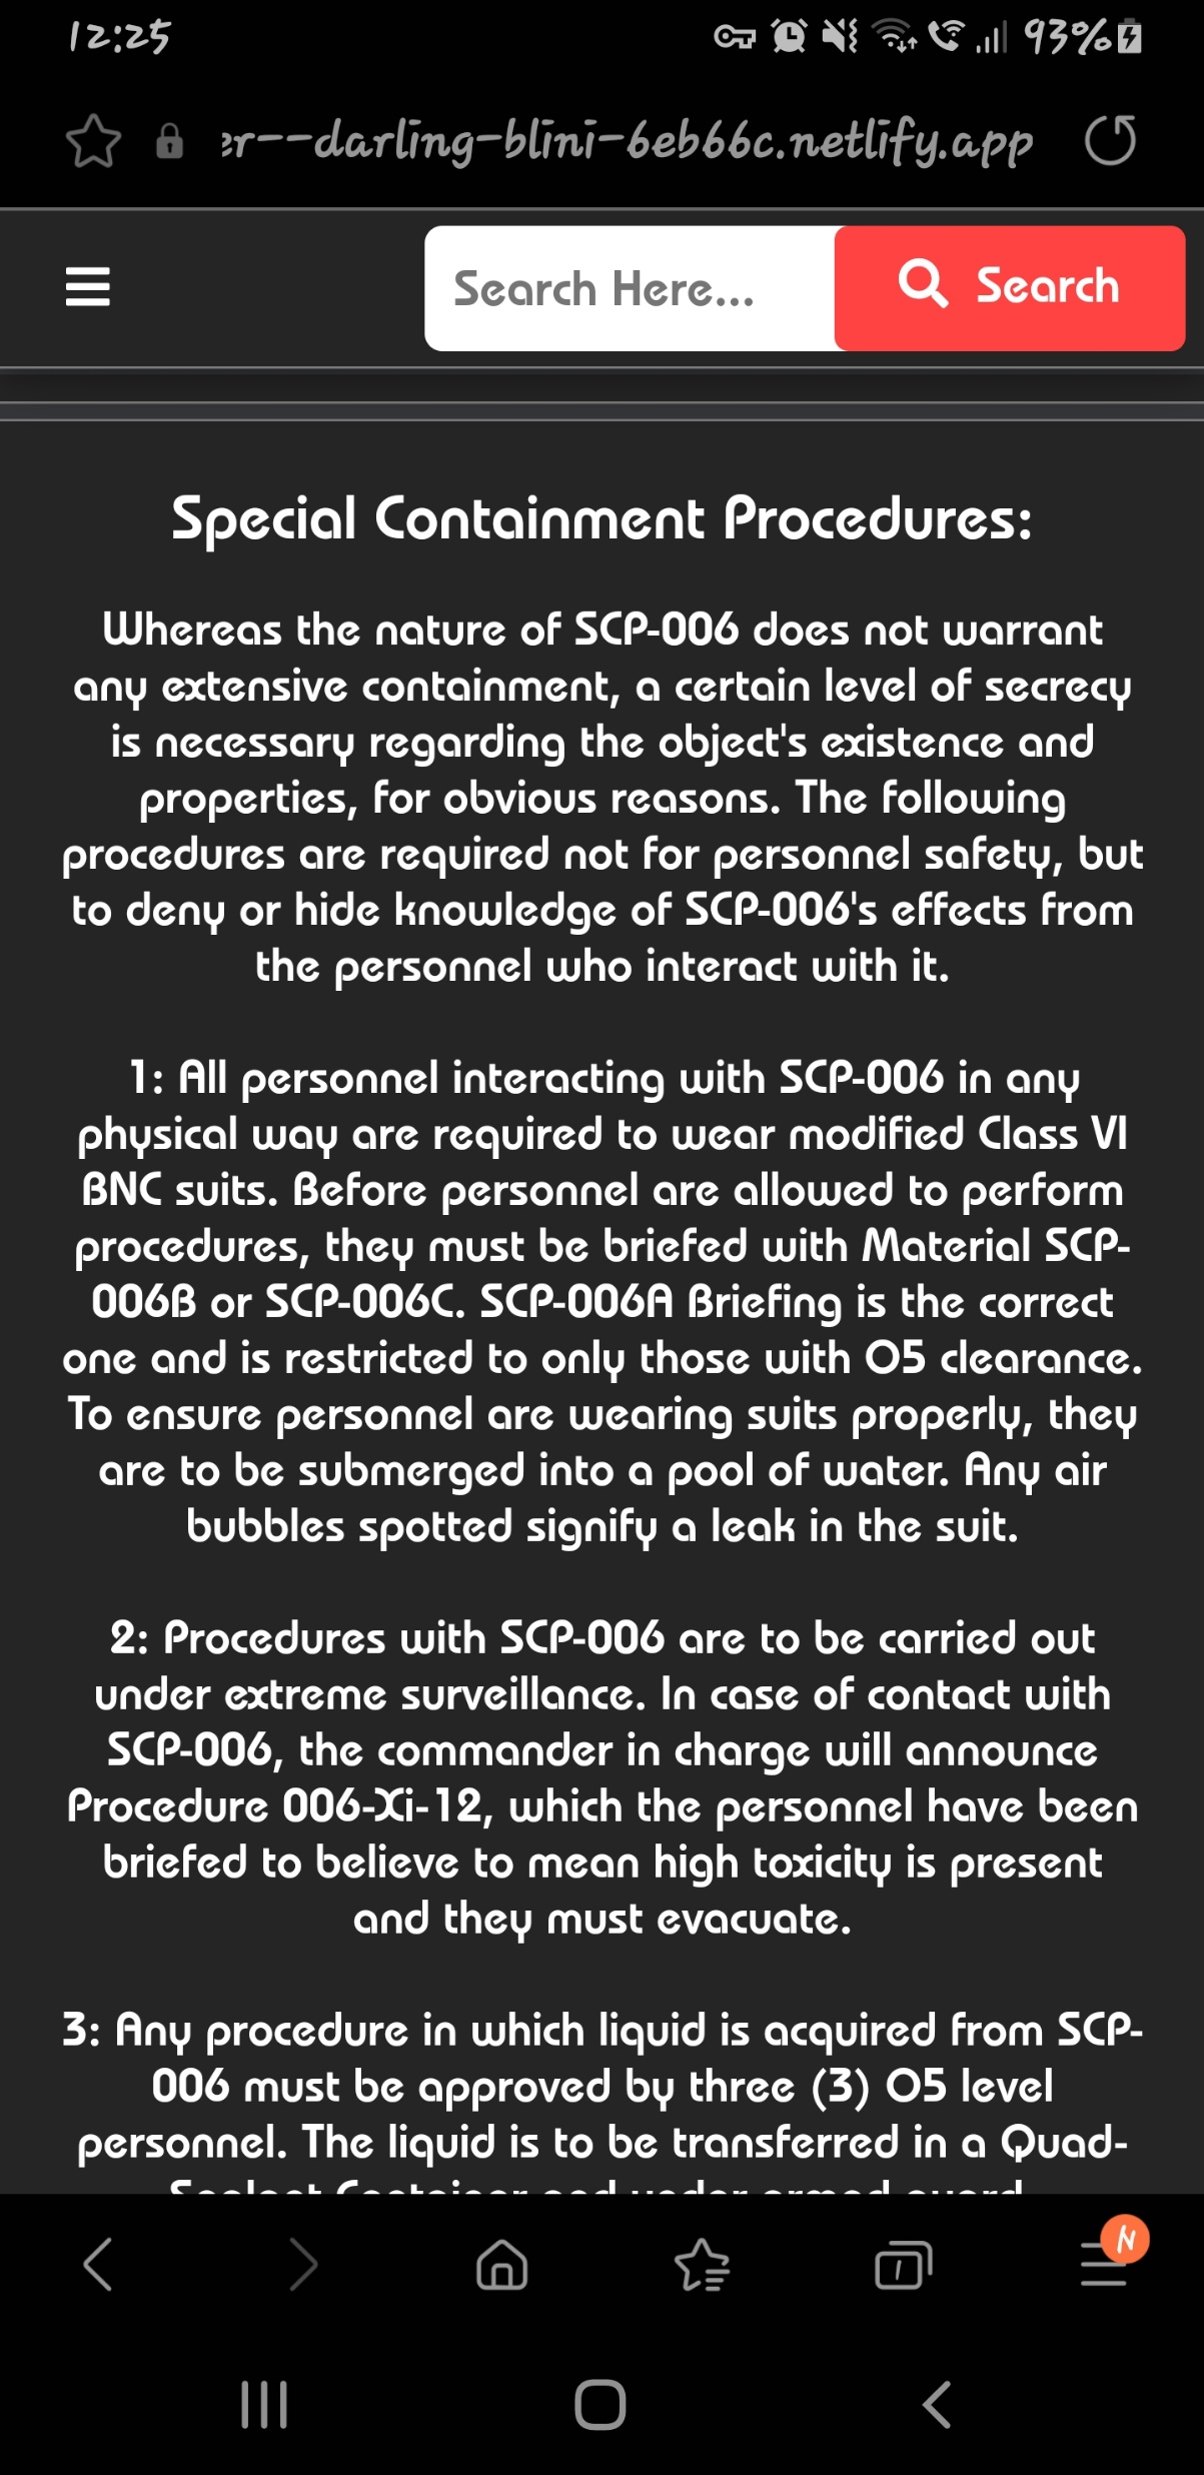 12:25
93%
er--darling-blini-6eb66c.netlify.app
Search Here...
Search
Special Containment Procedures:
Whereas the nature of SCP-006 does not warrant
any extensive containment, a certain level of secrecy
is necessary regarding the object's existence and
properties, for obvious reasons. The following
procedures are required not for personnel safety, but
to deny or hide knowledge of SCP-006's effects from
the personnel who interact with it.
1: All personnel interacting with SCP-006 in any
physical way are required to wear modified Class VI
BNC suits. Before personnel are allowed to perform
procedures, they must be briefed with Material SCP-
006B or SCP-006C. SCP-006A Briefing is the correct
one and is restricted to only those with O5 clearance.
To ensure personnel are wearing suits properly, they
are to be submerged into a pool of water. Any air
bubbles spotted signify a leak in the suit.
2: Procedures with SCP-006 are to be carried out
under extreme surveillance. In case of contact with
SCP-006, the commander in charge will announce
Procedure 006-Xi-12, which the personnel have been
briefed to believe to mean high toxicity is present
and they must evacuate.
3: Any procedure in which liquid is acquired from SCP-
006 must be approved by three (3) O5 level
personnel. The liquid is to be transferred in a Quad-
Sealant Container and under armed guard
1
N